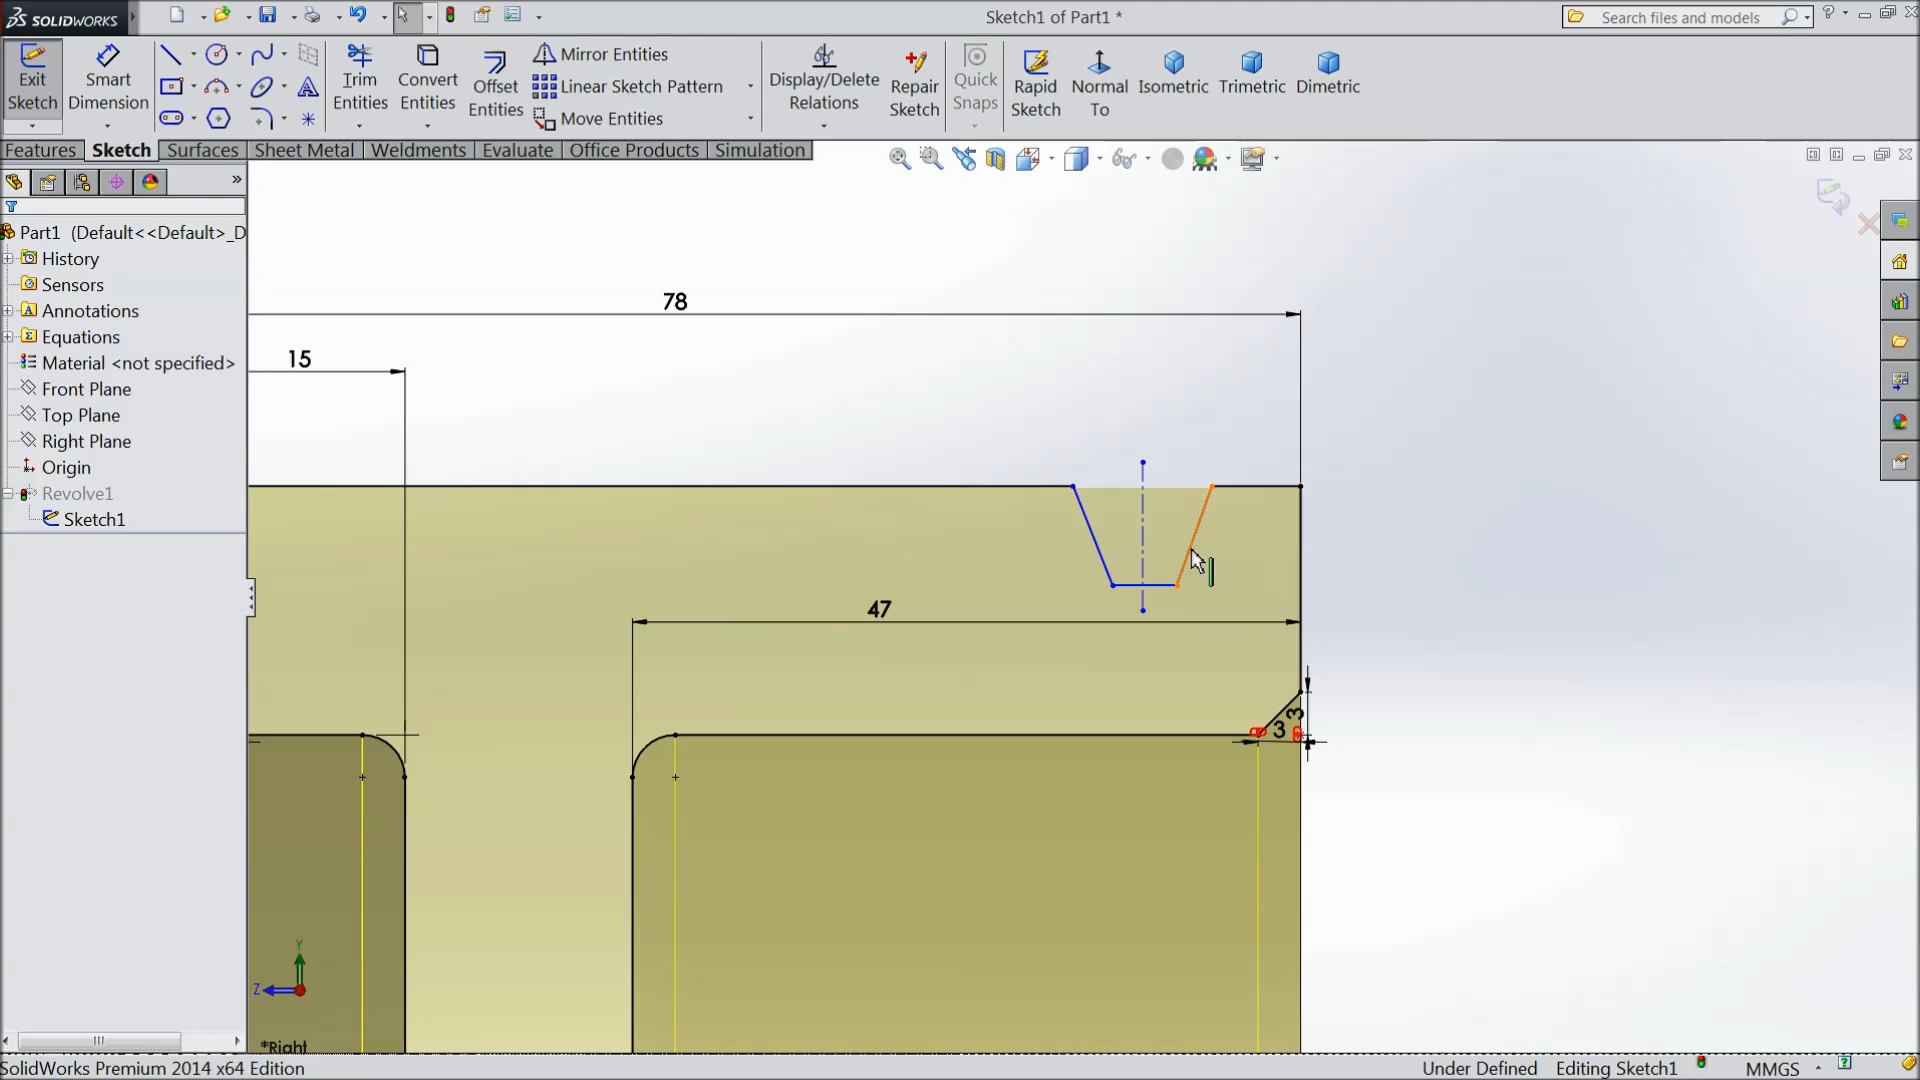 SOLIDWORKS
Sketch1 of Part1 *
Search files and models
Exit Sketch
Smart Dimension
Trim Entities
Convert Entities
Offset Entities
Mirror Entities
Linear Sketch Pattern
Move Entities
Display/Delete Relations
Repair Sketch
Quick Snaps
Rapid Sketch
Normal To
Isometric
Trimetric
Dimetric
Features Sketch Surfaces Sheet Metal Weldments Evaluate Office Products Simulation
Part1 (Default<<Default>_D
History
Sensors
Annotations
Equations
Material <not specified>
Front Plane
Top Plane
Right Plane
Origin
Revolve1
Sketch1
78
15
47
3
3
Y
Z
*Right
SolidWorks Premium 2014 x64 Edition
Under Defined Editing Sketch1 MMGS